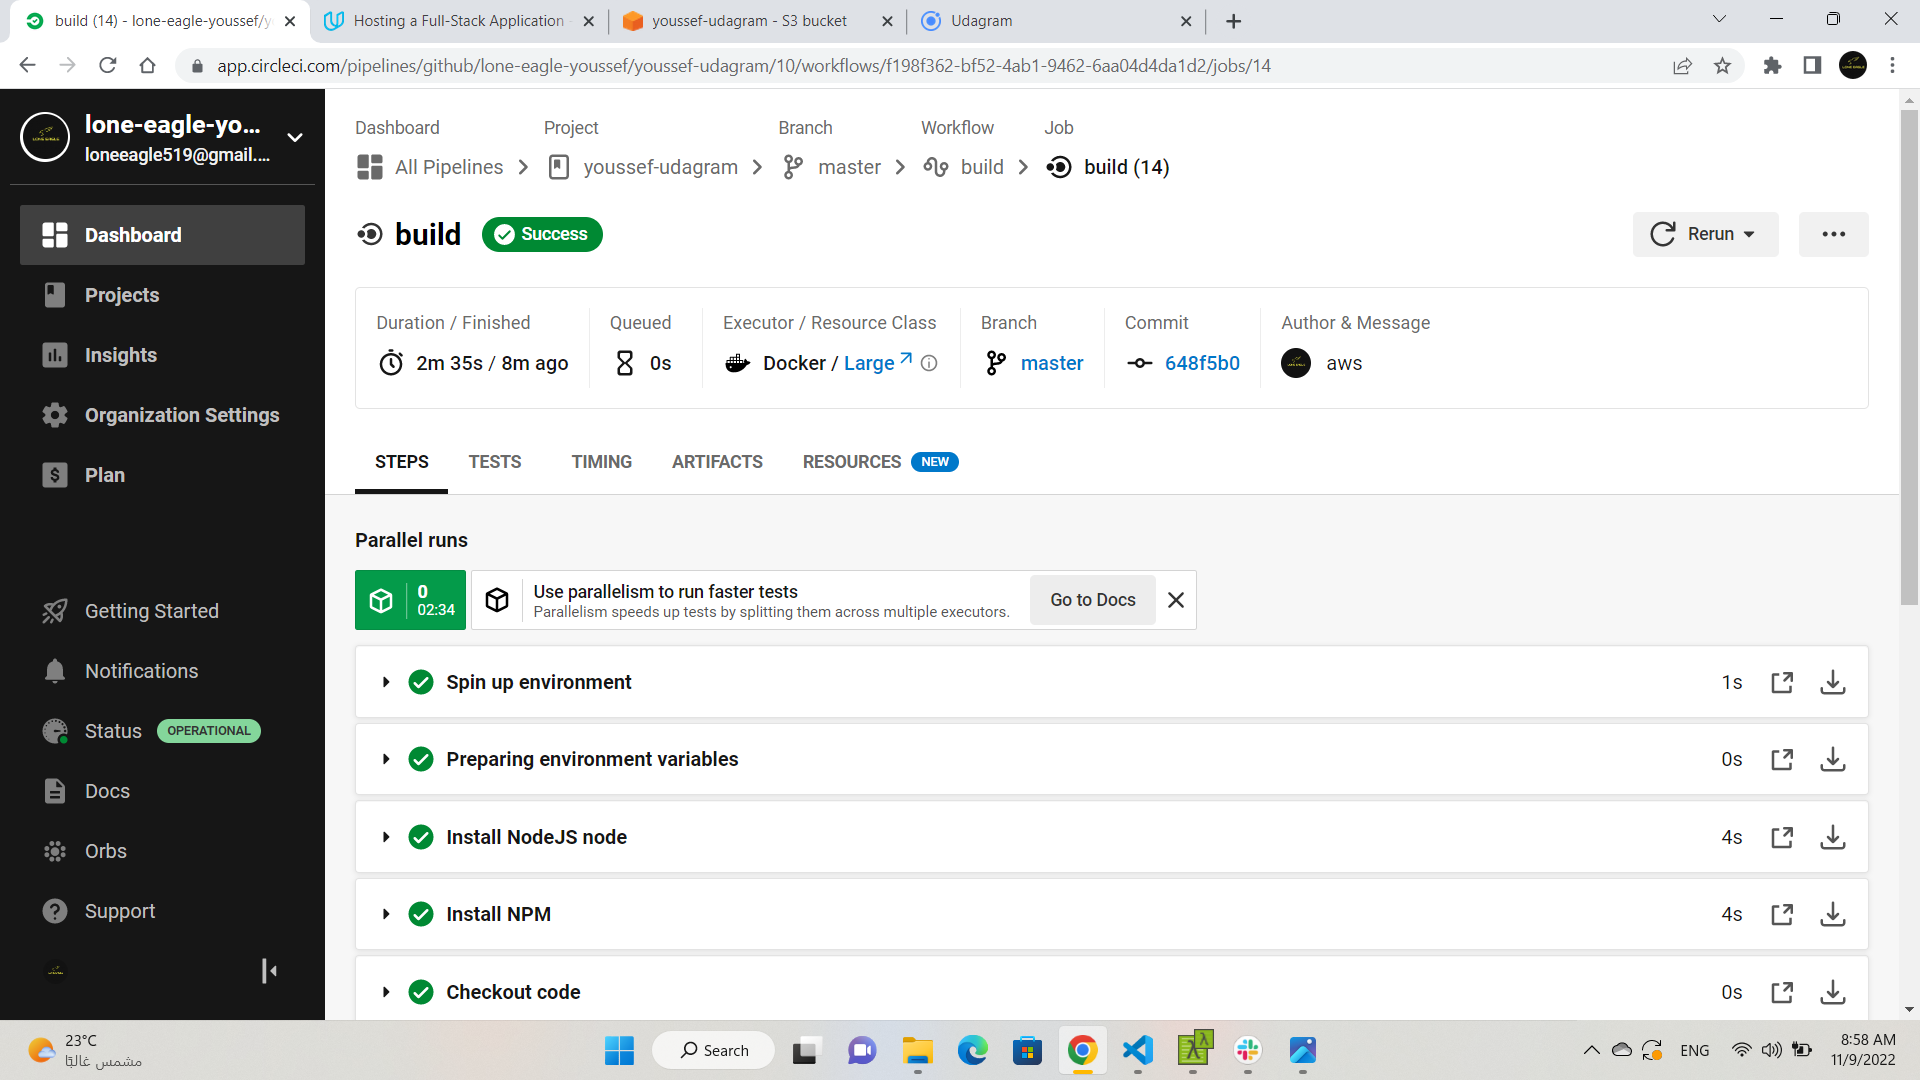 build (14) - lone-eagle-youssef/y
Hosting a Full-Stack Application
youssef-udagram - S3 bucket
Udagram
app.circleci.com/pipelines/github/lone-eagle-youssef/youssef-udagram/10/workflows/f198f362-bf52-4ab1-9462-6aa04d4da1d2/jobs/14
lone-eagle-yo...
loneeagle519@gmail....
Dashboard
Projects
Insights
Organization Settings
Plan
Getting Started
Notifications
Status OPERATIONAL
Docs
Orbs
Support
Dashboard Project Branch Workflow Job
All Pipelines youssef-udagram master build build (14)
build Success Rerun
Duration / Finished Queued Executor / Resource Class Branch Commit Author & Message
2m 35s / 8m ago 0s Docker / Large master 648f5b0 aws
STEPS TESTS TIMING ARTIFACTS RESOURCES NEW
Parallel runs
0
02:34
Use parallelism to run faster tests
Parallelism speeds up tests by splitting them across multiple executors.
Go to Docs
Spin up environment 1s
Preparing environment variables 0s
Install NodeJS node 4s
Install NPM 4s
Checkout code 0s
23°C
مشمس غالبًا
Search
ENG
8:58 AM
11/9/2022